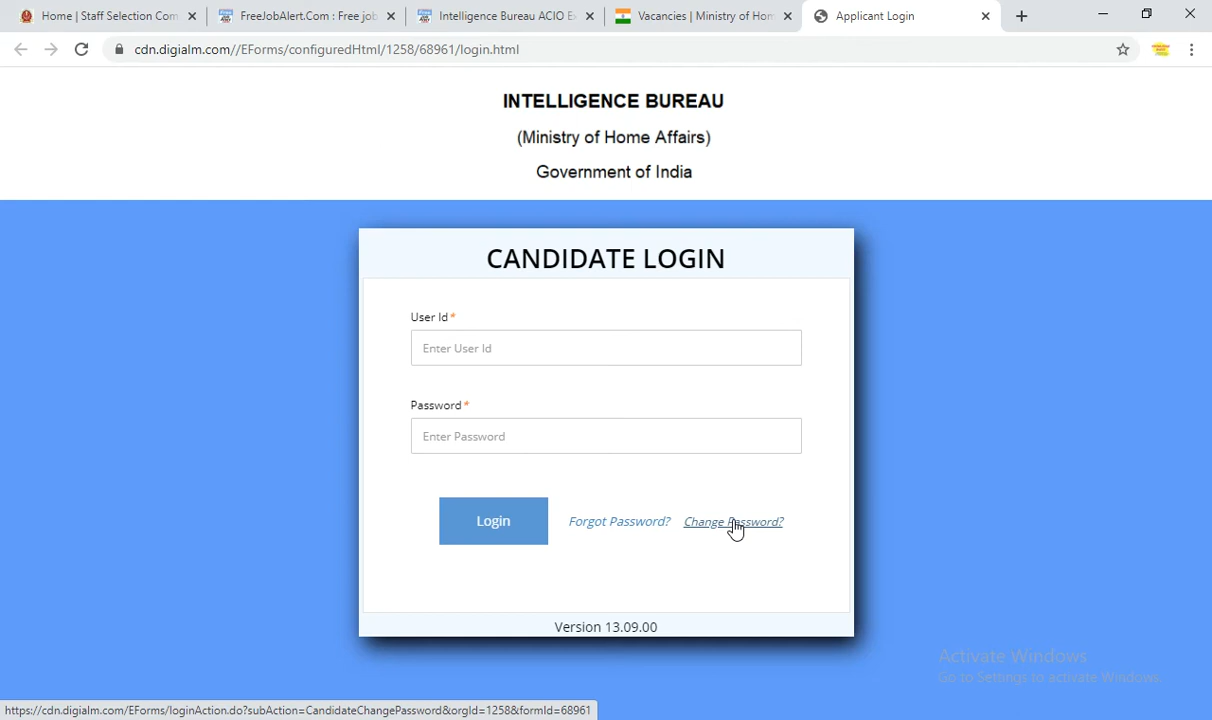 Home | Staff Selection Com
FreeJobAlert.Com : Free job
Intelligence Bureau ACIO Ex
Vacancies | Ministry of Hom
Applicant Login
cdn.digialm.com//EForms/configuredHtml/1258/68961/login.html
INTELLIGENCE BUREAU
(Ministry of Home Affairs)
Government of India
CANDIDATE LOGIN
User Id*
Enter User Id
Password*
Enter Password
Login Forgot Password? Change Password?
Version 13.09.00
Activate Windows
Go to Settings to activate Windows.
https://cdn.digialm.com/EForms/loginAction.do?subAction=CandidateChangePassword&orgId=1258&formId=68961